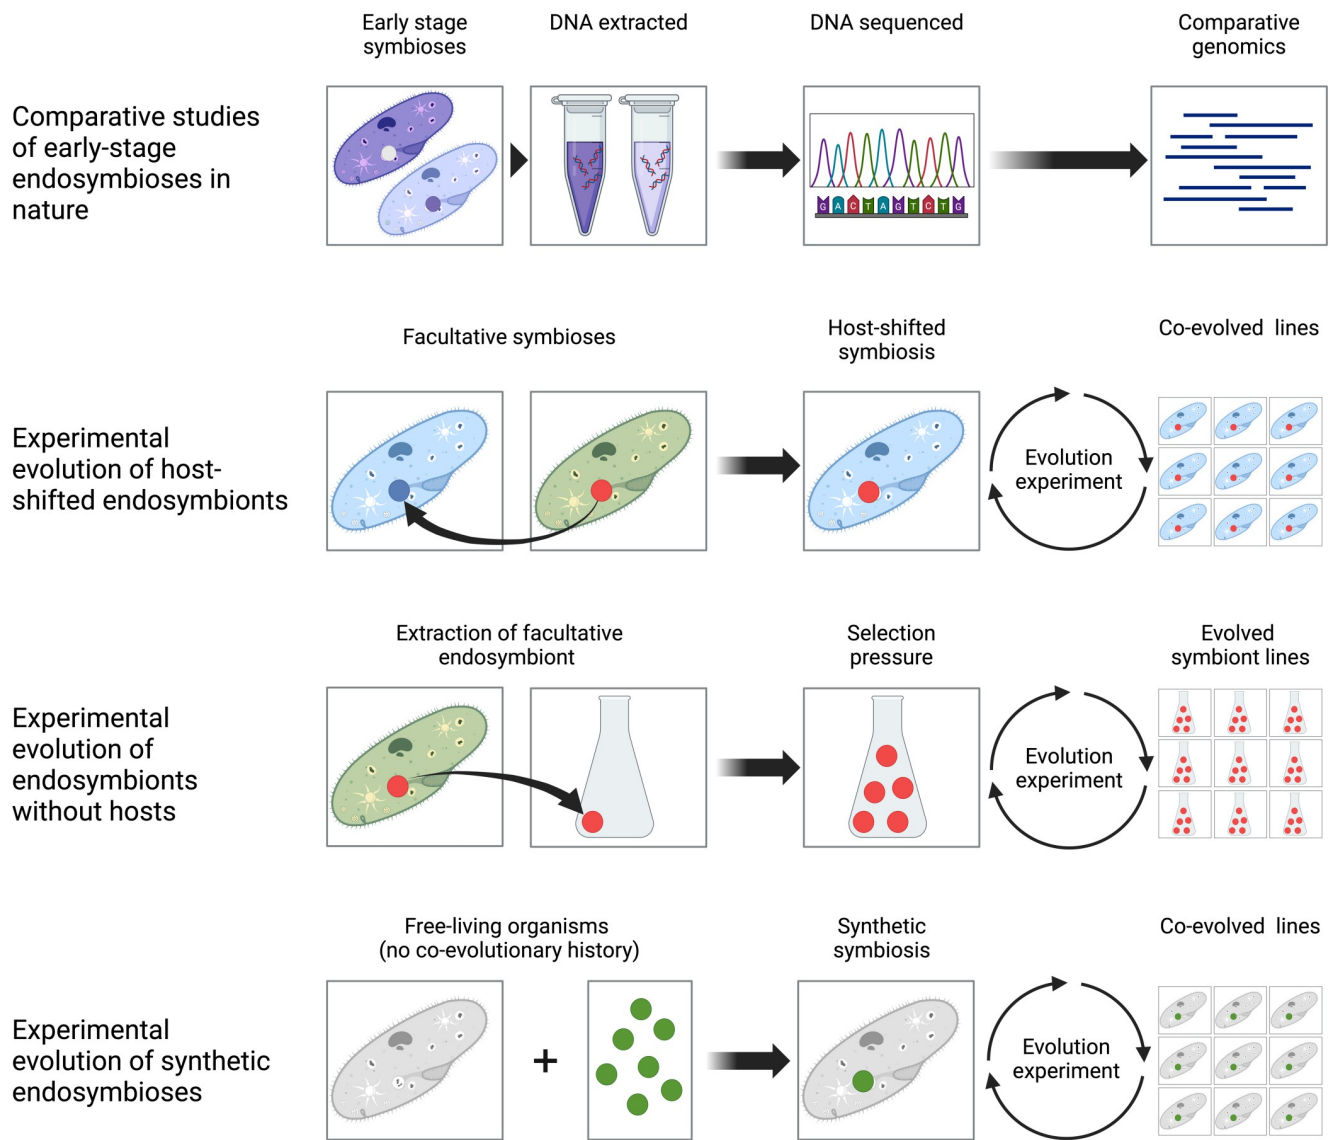 Early stage
symbioses
DNA extracted
DNA sequenced
Comparative
genomics
Comparative studies
of early-stage
endosymbioses in
nature
G A C T A G T C T G
Facultative symbioses
Host-shifted
symbiosis
Co-evolved lines
Experimental
evolution of host-
shifted endosymbionts
Evolution
experiment
Extraction of facultative
endosymbiont
Selection
pressure
Evolved
symbiont lines
Experimental
evolution of
endosymbionts
without hosts
Evolution
experiment
Free-living organisms
(no co-evolutionary history)
Synthetic
symbiosis
Co-evolved lines
Experimental
evolution of synthetic
endosymbioses
+
Evolution
experiment